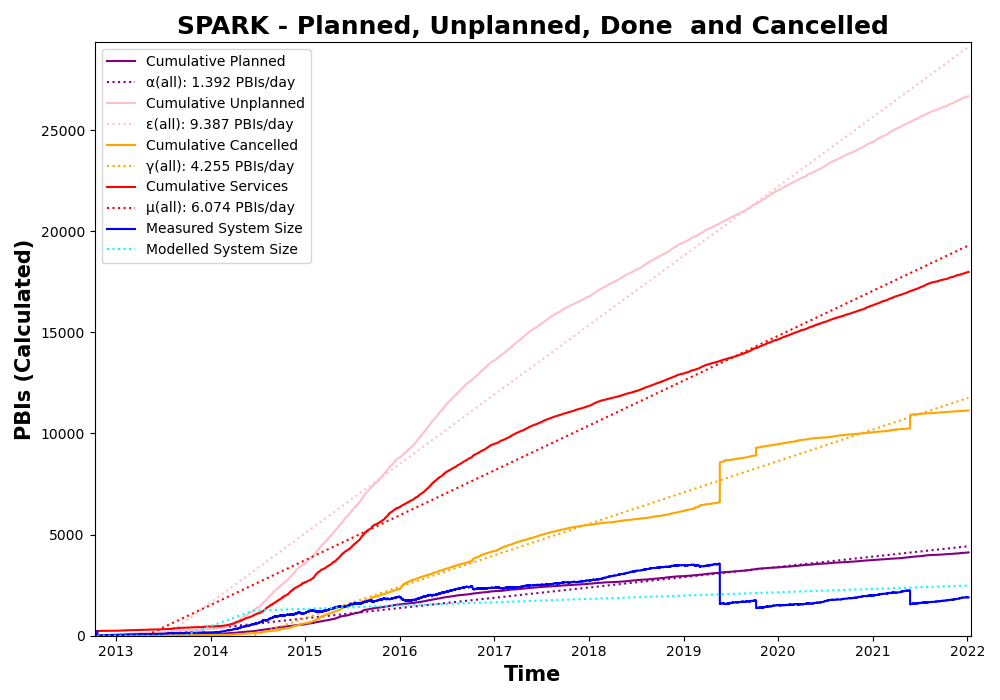 SPARK - Planned, Unplanned, Done  and Cancelled
Cumulative Planned
α(all): 1.392 PBIs/day
Cumulative Unplanned
ε(all): 9.387 PBIs/day
Cumulative Cancelled
γ(all): 4.255 PBIs/day
Cumulative Services
μ(all): 6.074 PBIs/day
Measured System Size
Modelled System Size
PBIs (Calculated)
25000
20000
15000
10000
5000
0
2013 2014 2015 2016 2017 2018 2019 2020 2021 2022
Time